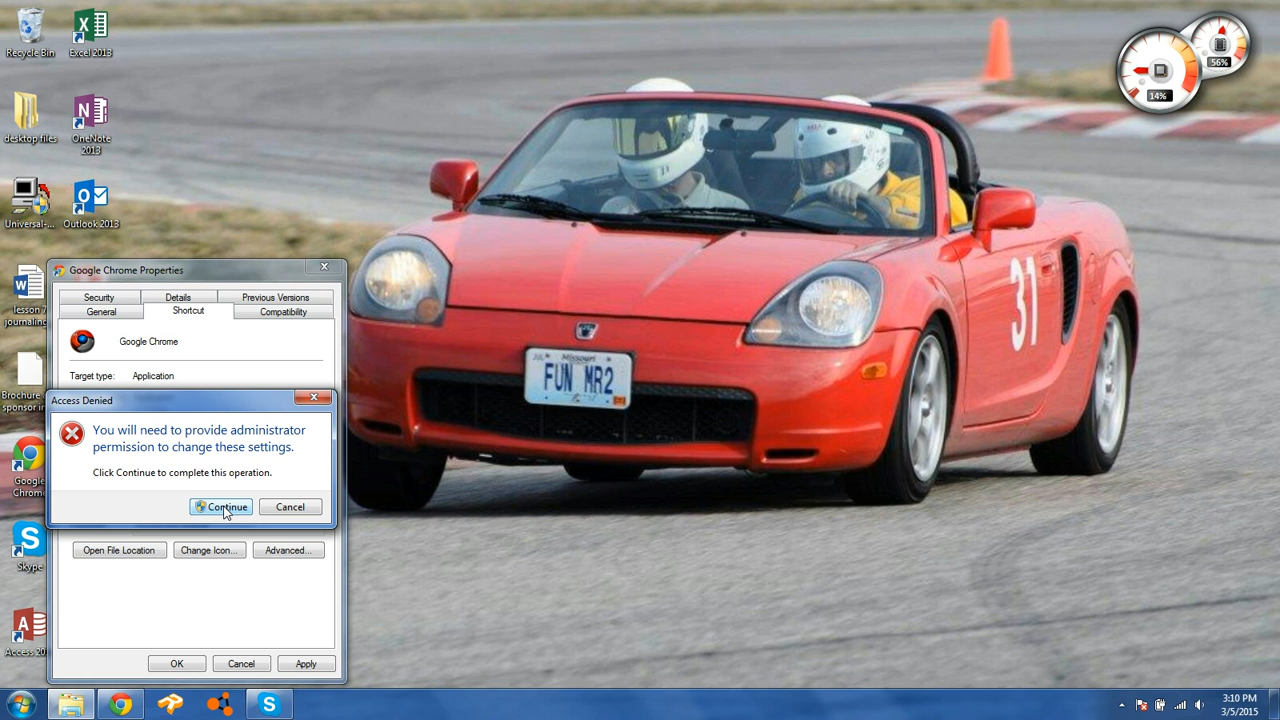 Recycle Bin
Excel 2013
desktop files
OneNote
2013
Universal-...
Outlook 2013
lesson 7
journaling
Brochure
sponsor in
Google
Chrome
Skype
Access 20
14%
56%
Google Chrome Properties
Security
Details
Previous Versions
General
Shortcut
Compatibility
Google Chrome
Target type:
Application
Access Denied
You will need to provide administrator
permission to change these settings.
Click Continue to complete this operation.
Continue
Cancel
Open File Location
Change Icon...
Advanced...
OK
Cancel
Apply
JUL Missouri
FUN MR2
31
3:10 PM
3/5/2015